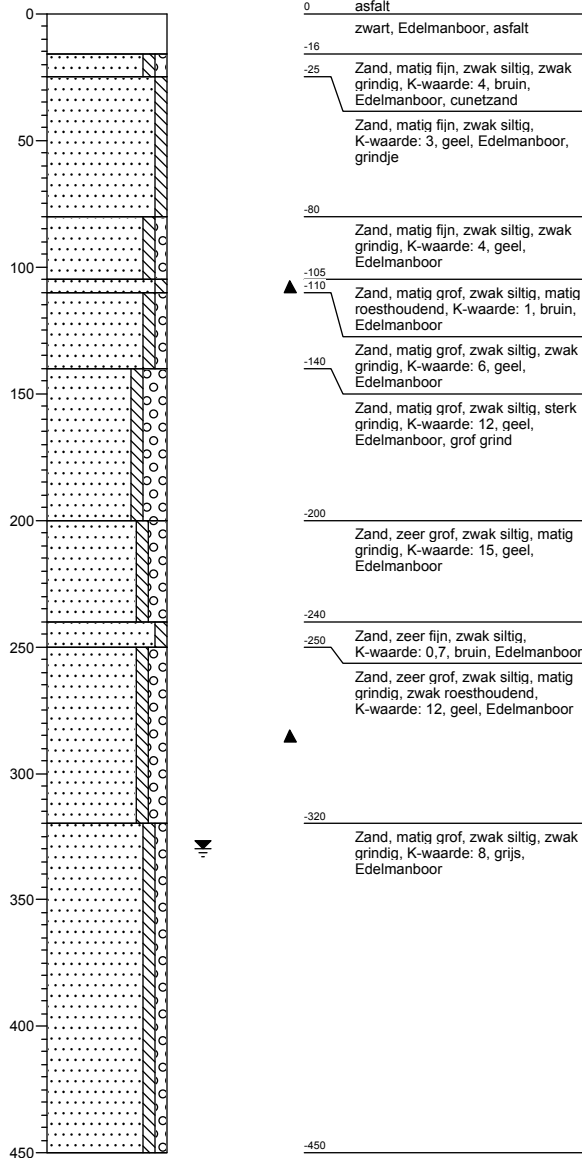 0
50
100
150
200
250
300
350
400
450
0 asfalt
zwart, Edelmanboor, asfalt
-16
Zand, matig fijn, zwak siltig, zwak
grindig, K-waarde: 4, bruin,
Edelmanboor, cunetzand
-25
Zand, matig fijn, zwak siltig,
K-waarde: 3, geel, Edelmanboor,
grindje
-80
Zand, matig fijn, zwak siltig, zwak
grindig, K-waarde: 4, geel,
Edelmanboor
-105
Zand, matig grof, zwak siltig, matig
roesthoudend, K-waarde: 1, bruin,
Edelmanboor
-110
Zand, matig grof, zwak siltig, zwak
grindig, K-waarde: 6, geel,
Edelmanboor
-140
Zand, matig grof, zwak siltig, sterk
grindig, K-waarde: 12, geel,
Edelmanboor, grof grind
-200
Zand, zeer grof, zwak siltig, matig
grindig, K-waarde: 15, geel,
Edelmanboor
-240
Zand, zeer fijn, zwak siltig,
K-waarde: 0,7, bruin, Edelmanboor
-250
Zand, zeer grof, zwak siltig, matig
grindig, zwak roesthoudend,
K-waarde: 12, geel, Edelmanboor
-320
Zand, matig grof, zwak siltig, zwak
grindig, K-waarde: 8, grijs,
Edelmanboor
-450